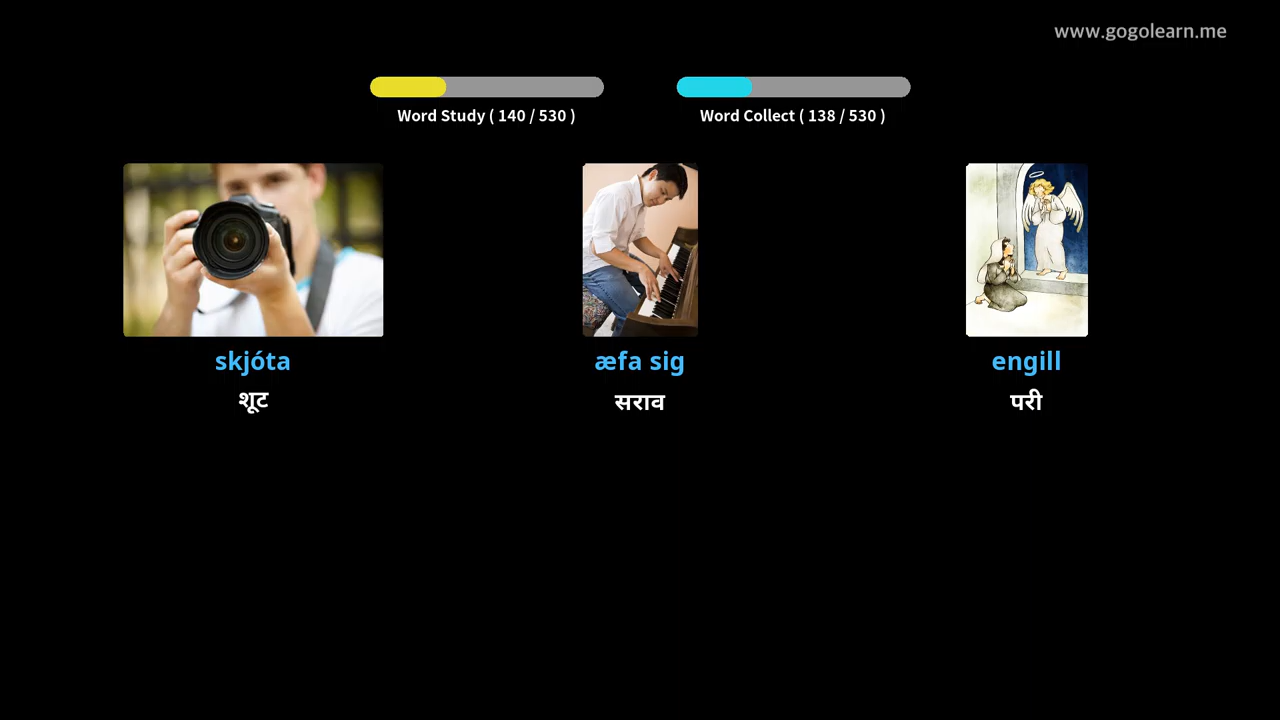 www.gogolearn.me
Word Study ( 140 / 530 )
Word Collect ( 138 / 530 )
skjóta
æfa sig
engill
शूट
सराव
परी